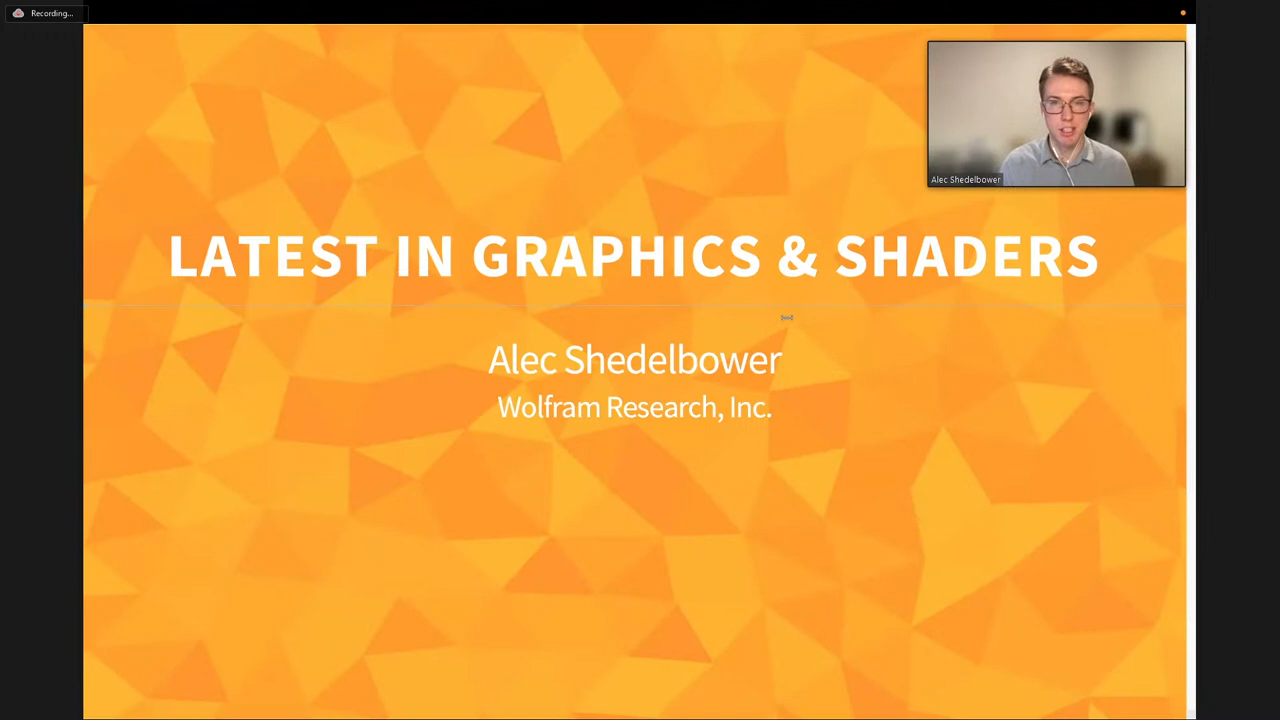 Recording...
Alec Shedelbower
LATEST IN GRAPHICS & SHADERS
Alec Shedelbower
Wolfram Research, Inc.